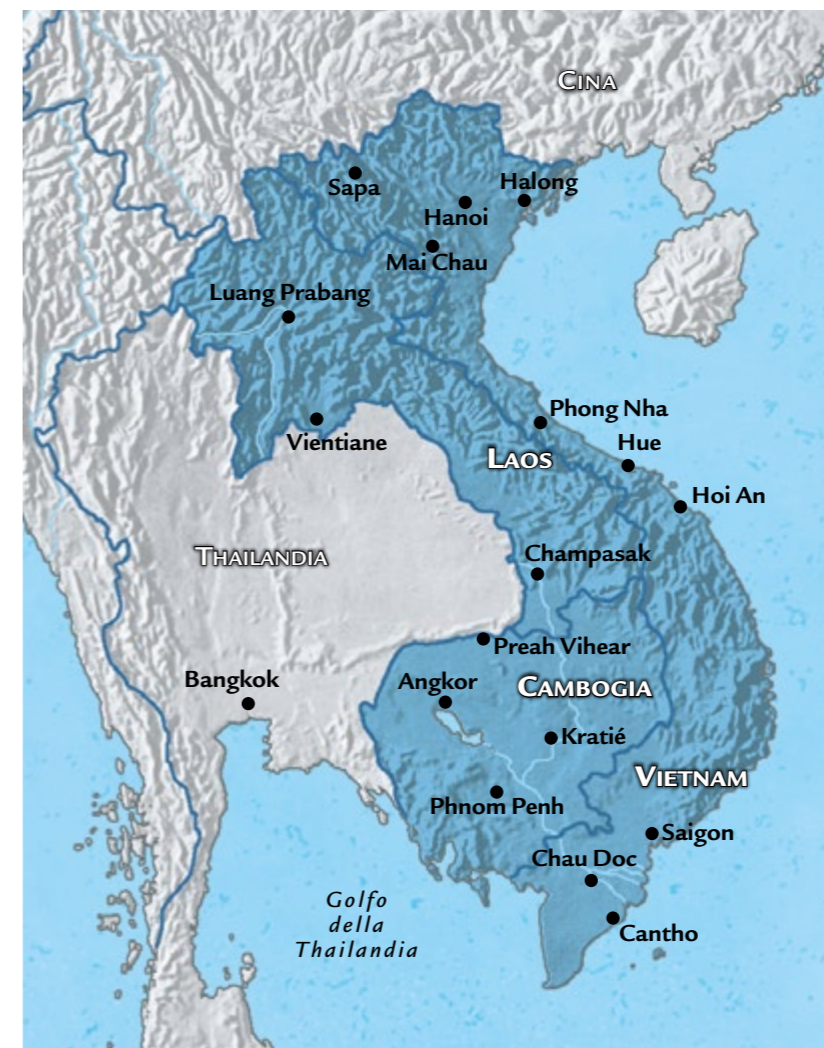 Cina
Sapa
Halong
Hanoi
Mai Chau
Luang Prabang
Phong Nha
Vientiane
Laos
Hue
Hoi An
Thailandia
Champasak
Preah Vihear
Bangkok
Angkor
Cambogia
Kratié
Vietnam
Phnom Penh
Saigon
Chau Doc
Golfo
della
Thailandia
Cantho